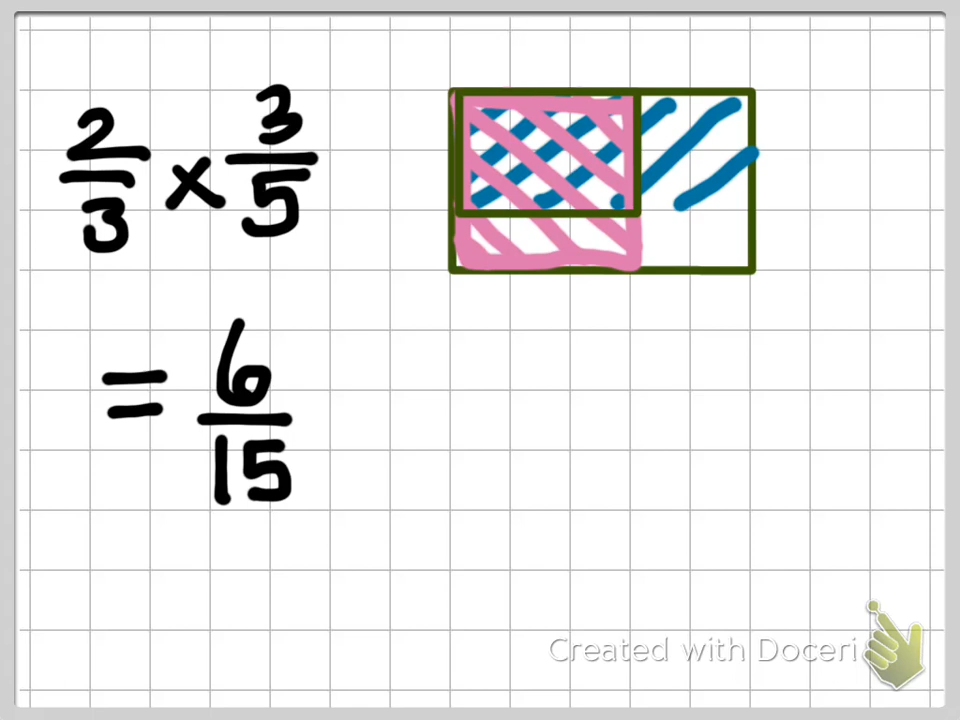 2/3 × 3/5
= 6/15
Created with Doceri